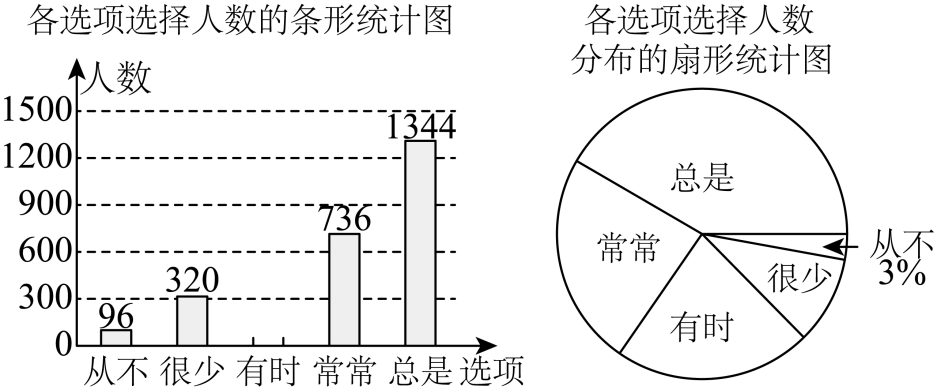 各选项选择人数的条形统计图
人数
1500
1200
900
600
300
0
96
320
736
1344
从不 很少 有时 常常 总是 选项
各选项选择人数
分布的扇形统计图
总是
常常
有时
很少
从不
3%